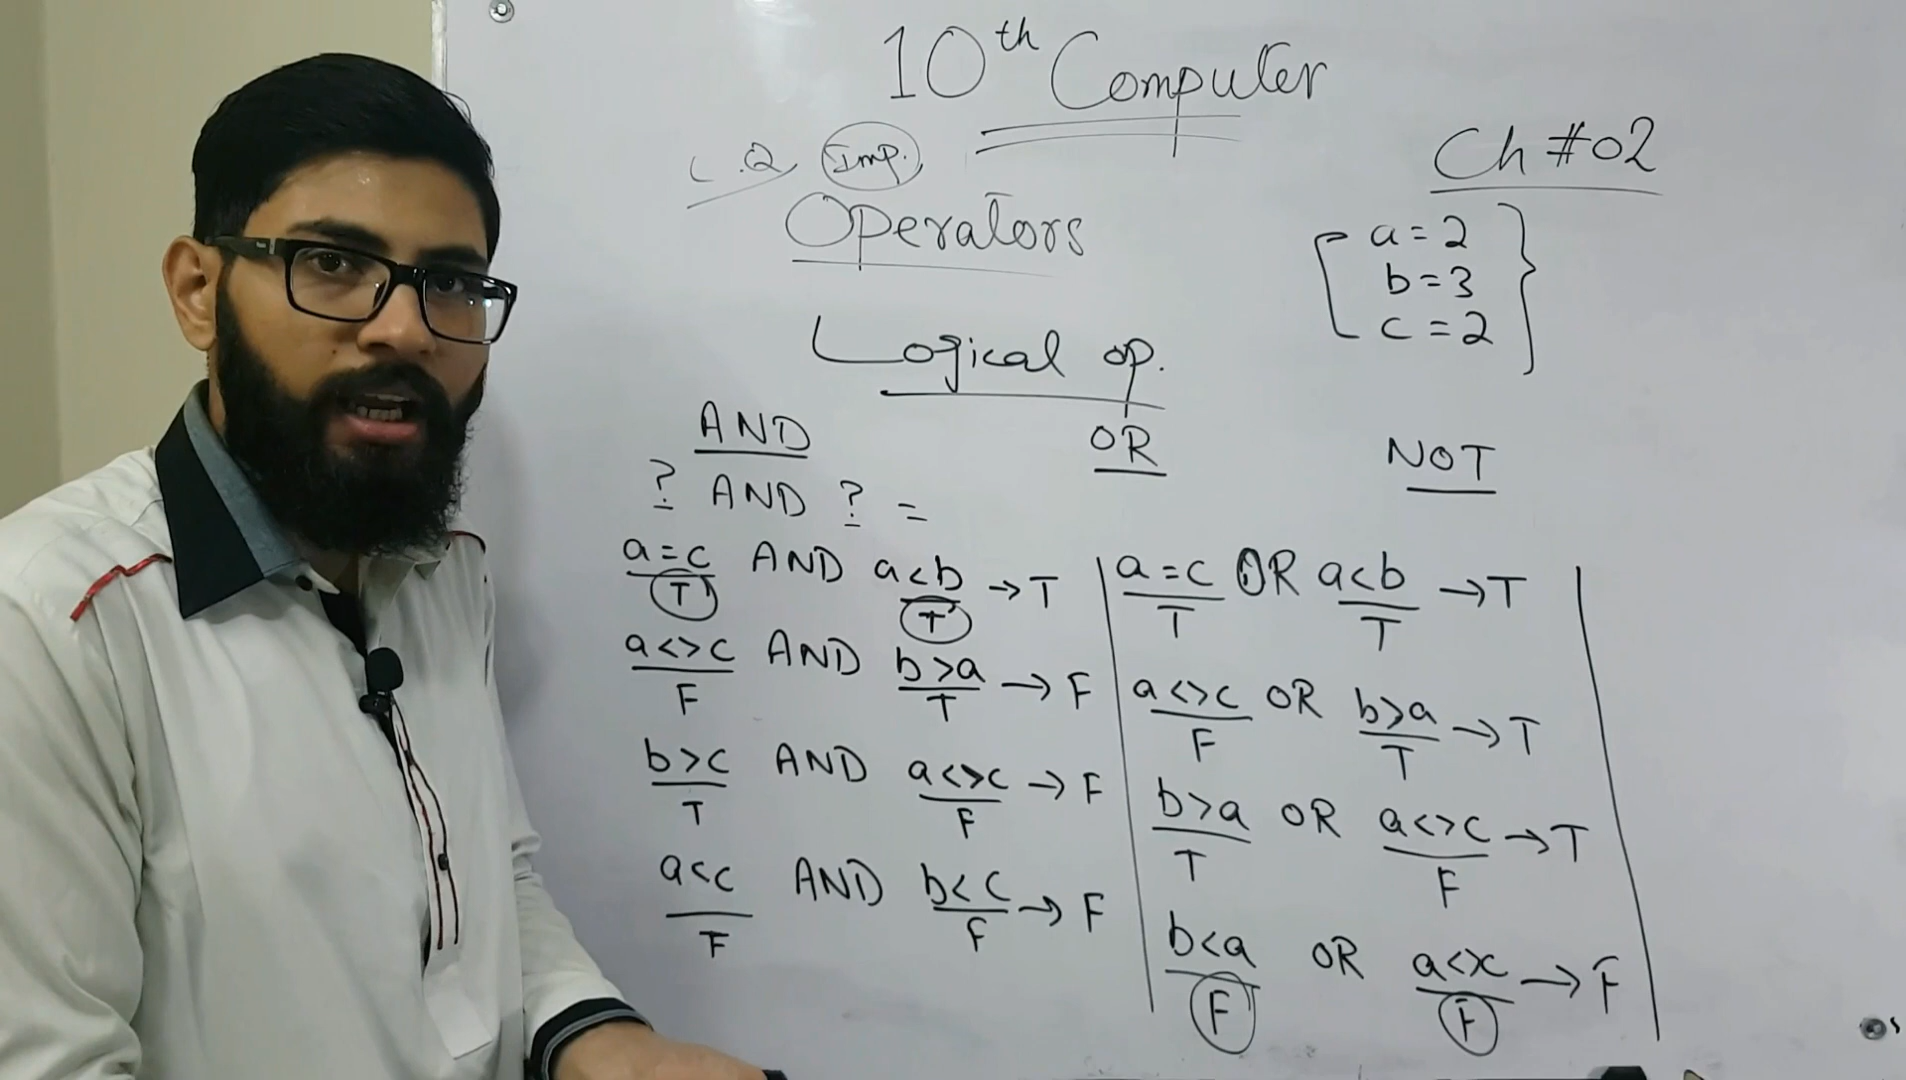 10th Computer
L.Q Imp.
Ch #02
Operators
a = 2
b = 3
c = 2
Logical op.
AND
? AND ? =
a = c AND a < b → T
T T
a <> c AND b > a → F
F T
b > c AND a <> c → F
T F
a < c AND b < c → F
F F
OR
a = c OR a < b → T
T T
a <> c OR b > a → T
F T
b > a OR a <> c → T
T F
b < a OR a <> c → F
F F
NOT